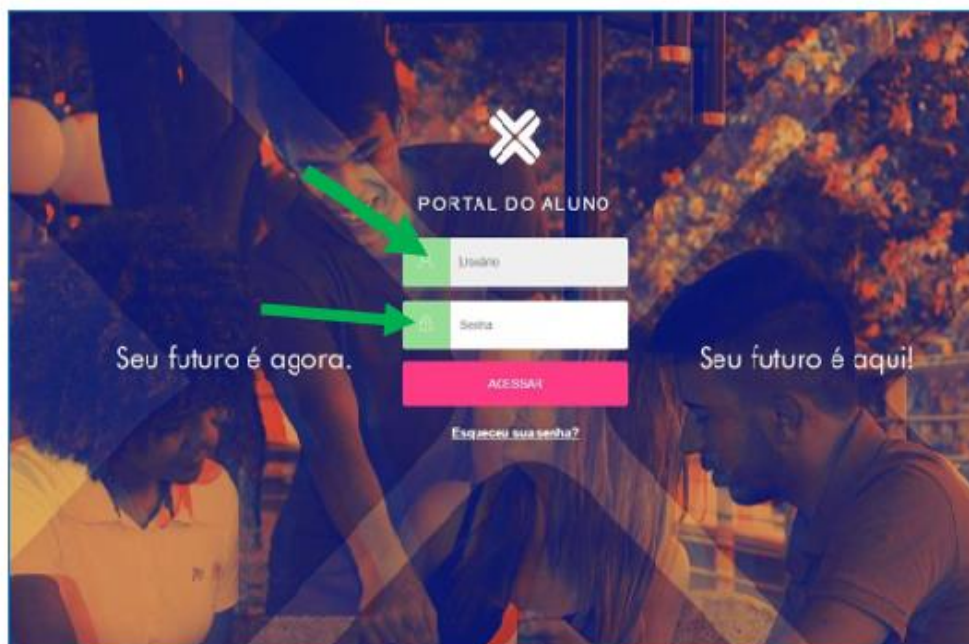 PORTAL DO ALUNO
Usuário
Senha
Seu futuro é agora.
Seu futuro é aqui!
ACESSAR
Esqueceu sua senha?